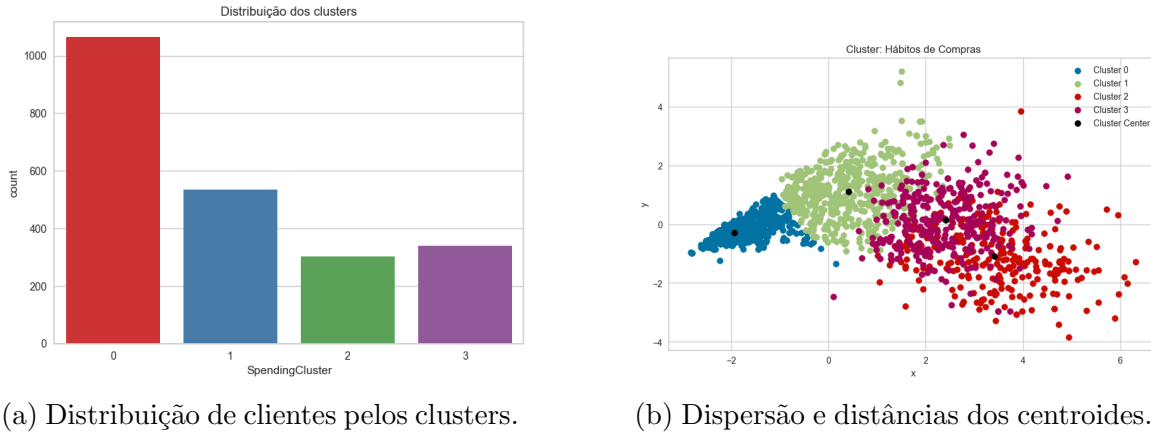 Distribuição dos clusters
1000
800
600
400
200
0
count
0 1 2 3
SpendingCluster
(a) Distribuição de clientes pelos clusters.
Cluster: Hábitos de Compras
Cluster 0
Cluster 1
Cluster 2
Cluster 3
Cluster Center
4
2
0
−2
−4
y
−2 0 2 4 6
x
(b) Dispersão e distâncias dos centroides.